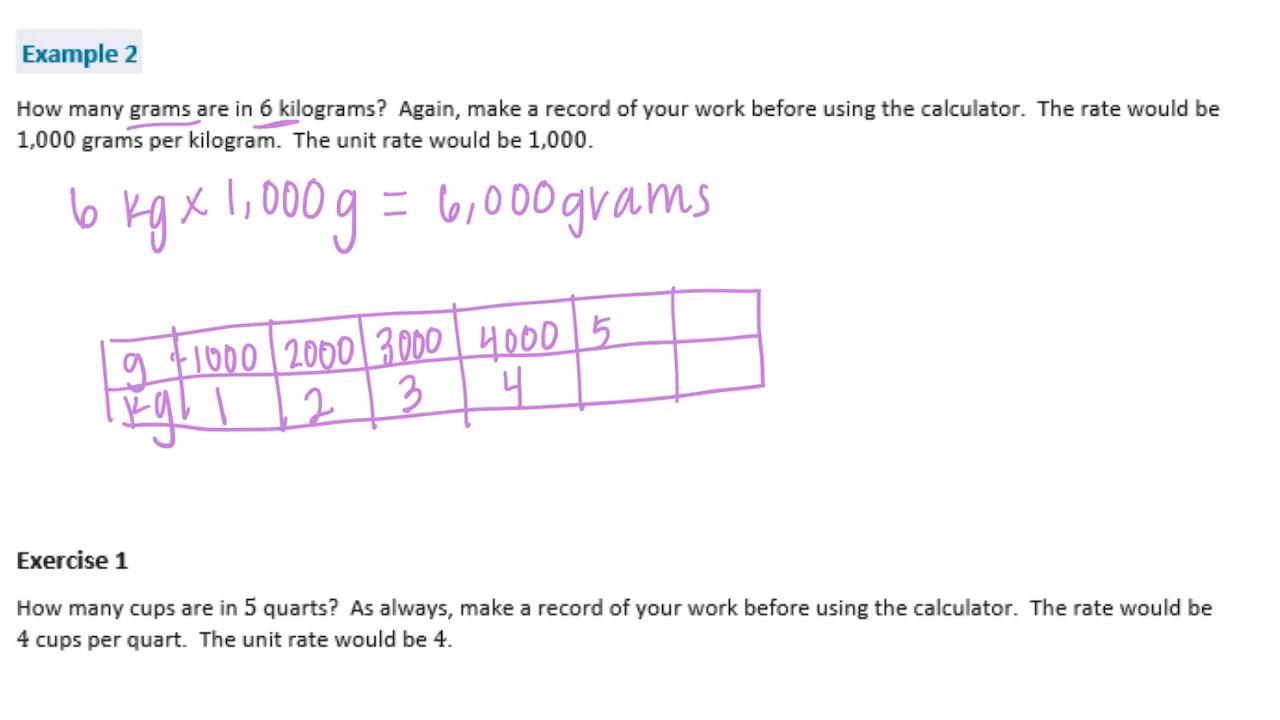 Example 2
How many grams are in 6 kilograms? Again, make a record of your work before using the calculator. The rate would be
1,000 grams per kilogram. The unit rate would be 1,000.
6 kg x 1,000 g = 6,000 grams
g 1000 2000 3000 4000 5
kg 1 2 3 4
Exercise 1
How many cups are in 5 quarts? As always, make a record of your work before using the calculator. The rate would be
4 cups per quart. The unit rate would be 4.